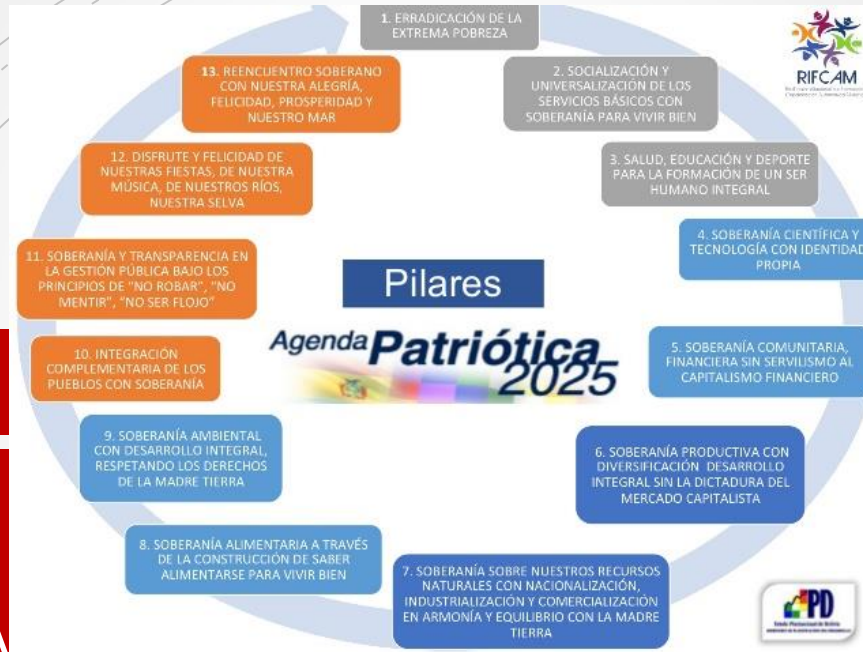 1. ERRADICACIÓN DE LA
EXTREMA POBREZA
2. SOCIALIZACIÓN Y
UNIVERSALIZACIÓN DE LOS
SERVICIOS BÁSICOS CON
SOBERANÍA PARA VIVIR BIEN
3. SALUD, EDUCACIÓN Y DEPORTE
PARA LA FORMACIÓN DE UN SER
HUMANO INTEGRAL
4. SOBERANÍA CIENTÍFICA Y
TECNOLOGÍA CON IDENTIDAD
PROPIA
5. SOBERANÍA COMUNITARIA,
FINANCIERA SIN SERVILISMO AL
CAPITALISMO FINANCIERO
6. SOBERANÍA PRODUCTIVA CON
DIVERSIFICACIÓN DESARROLLO
INTEGRAL SIN LA DICTADURA DEL
MERCADO CAPITALISTA
7. SOBERANÍA SOBRE NUESTROS RECURSOS
NATURALES CON NACIONALIZACIÓN,
INDUSTRIALIZACIÓN Y COMERCIALIZACIÓN
EN ARMONÍA Y EQUILIBRIO CON LA MADRE
TIERRA
8. SOBERANÍA ALIMENTARIA A TRAVÉS
DE LA CONSTRUCCIÓN DE SABER
ALIMENTARSE PARA VIVIR BIEN
9. SOBERANÍA AMBIENTAL
CON DESARROLLO INTEGRAL,
RESPETANDO LOS DERECHOS
DE LA MADRE TIERRA
10. INTEGRACIÓN
COMPLEMENTARIA DE LOS
PUEBLOS CON SOBERANÍA
11. SOBERANÍA Y TRANSPARENCIA EN
LA GESTIÓN PÚBLICA BAJO LOS
PRINCIPIOS DE "NO ROBAR", "NO
MENTIR", "NO SER FLOJO"
12. DISFRUTE Y FELICIDAD DE
NUESTRAS FIESTAS, DE NUESTRA
MÚSICA, DE NUESTROS RÍOS,
NUESTRA SELVA
13. REENCUENTRO SOBERANO
CON NUESTRA ALEGRÍA,
FELICIDAD, PROSPERIDAD Y
NUESTRO MAR
Pilares
Agenda Patriótica
2025
RIFCAM
PD